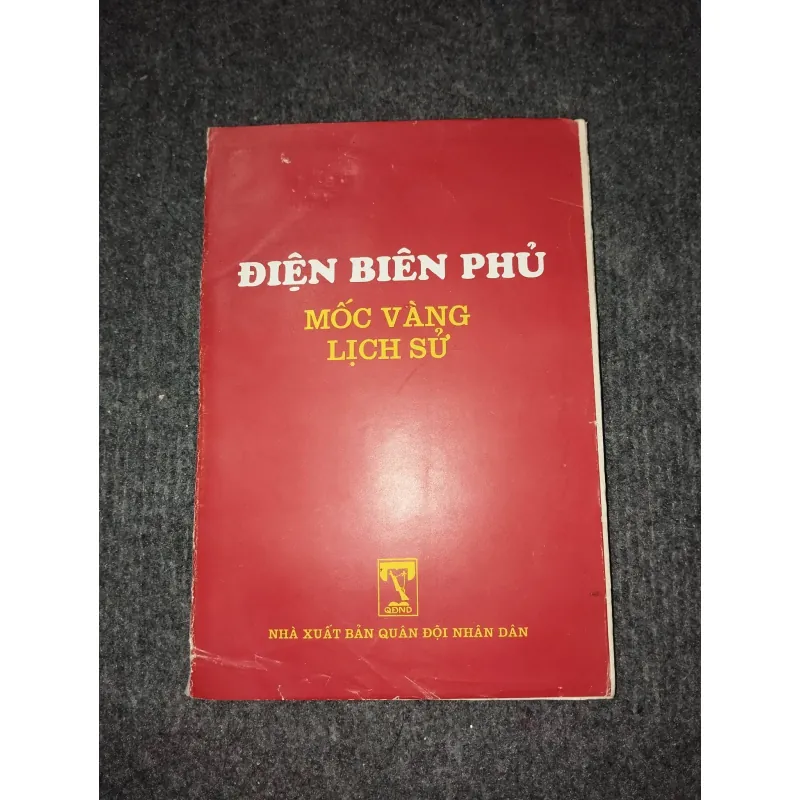 ĐIỆN BIÊN PHỦ
MỐC VÀNG
LỊCH SỬ
QĐND
NHÀ XUẤT BẢN QUÂN ĐỘI NHÂN DÂN